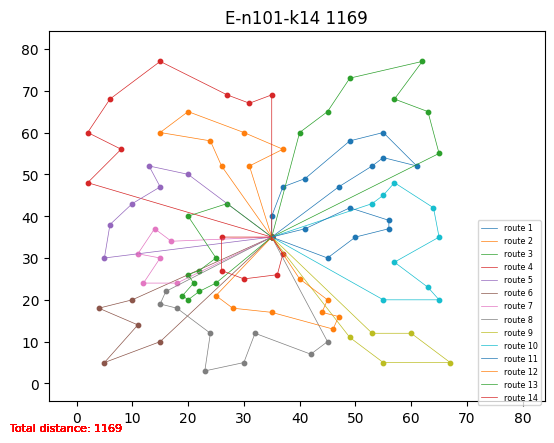 E-n101-k14 1169
80
70
60
50
40
30
20
10
0
0 10 20 30 40 50 60 70 80
route 1
route 2
route 3
route 4
route 5
route 6
route 7
route 8
route 9
route 10
route 11
route 12
route 13
route 14
Total distance: 1169